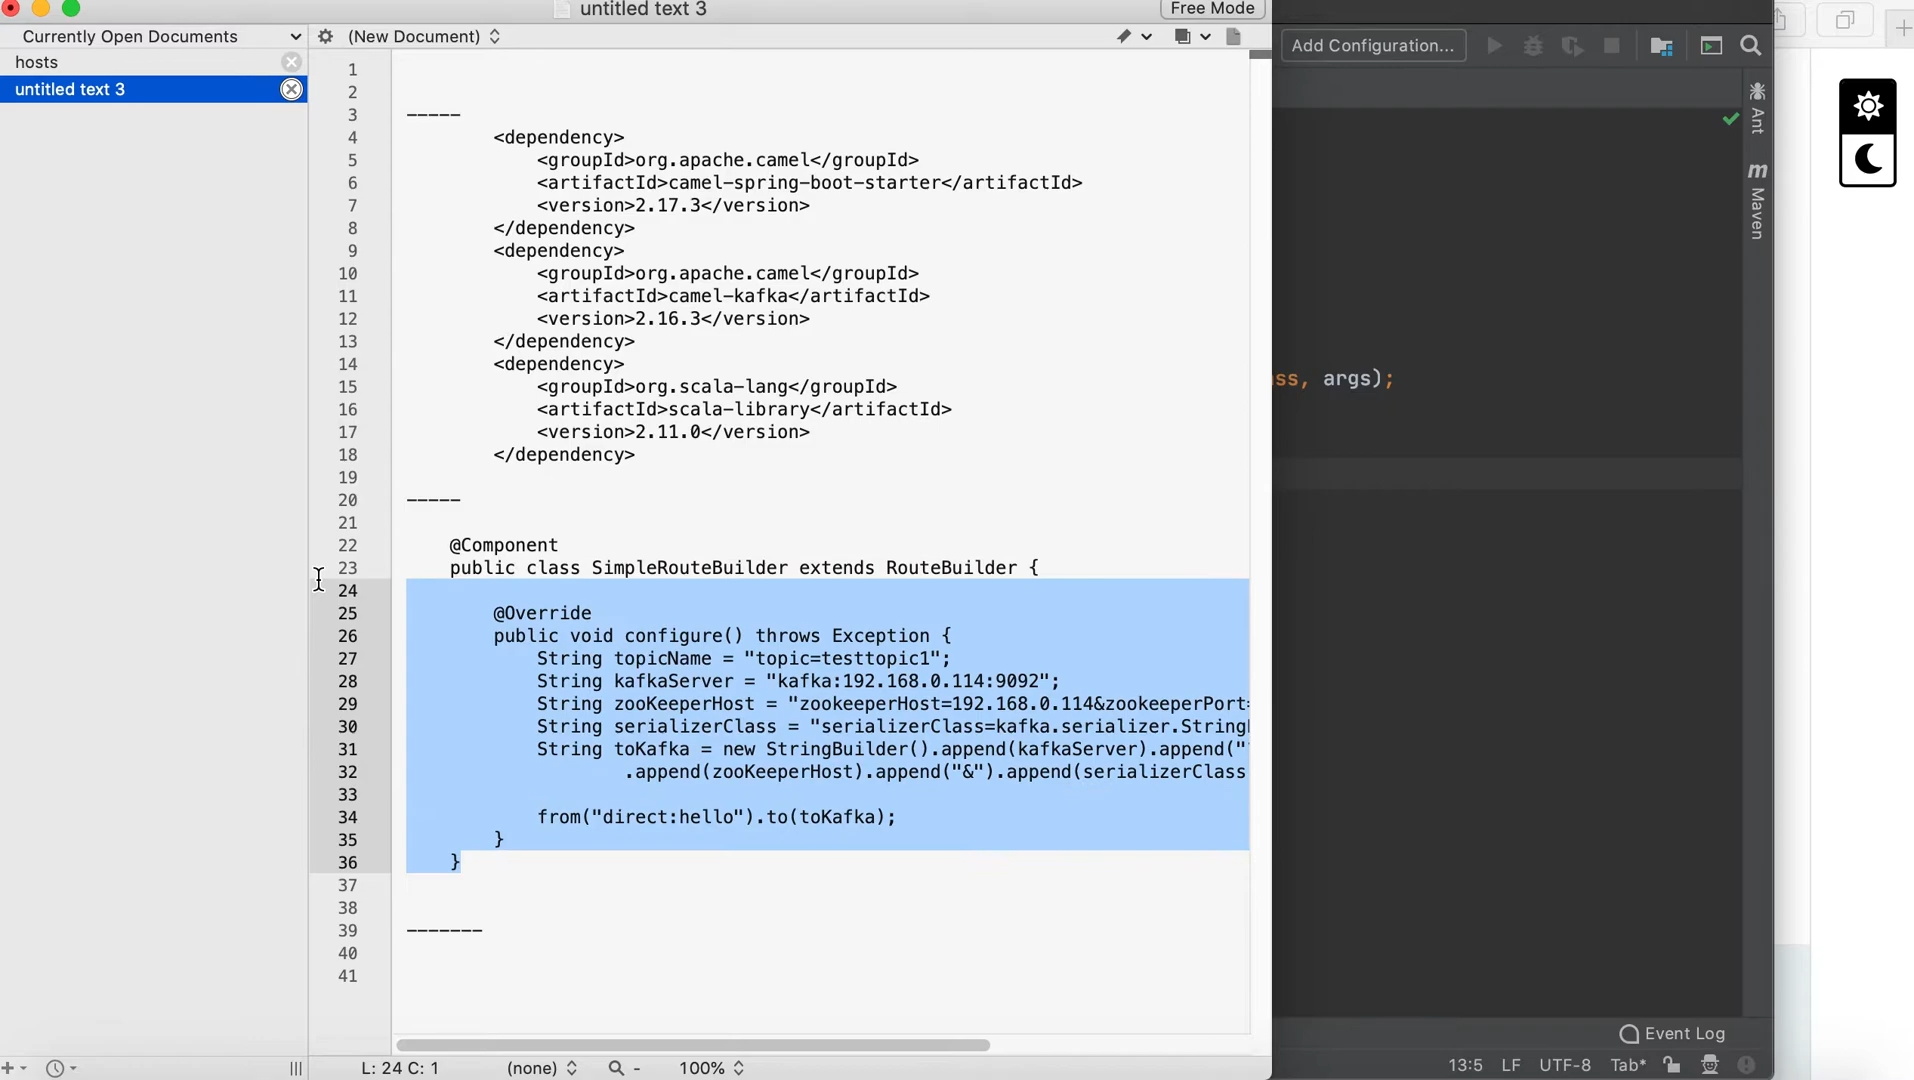 untitled text 3
Free Mode
Currently Open Documents
(New Document)
Add Configuration...
hosts
untitled text 3
1
2
3 -----
4 <dependency>
5 <groupId>org.apache.camel</groupId>
6 <artifactId>camel-spring-boot-starter</artifactId>
7 <version>2.17.3</version>
8 </dependency>
9 <dependency>
10 <groupId>org.apache.camel</groupId>
11 <artifactId>camel-kafka</artifactId>
12 <version>2.16.3</version>
13 </dependency>
14 <dependency>
15 <groupId>org.scala-lang</groupId>
16 <artifactId>scala-library</artifactId>
17 <version>2.11.0</version>
18 </dependency>
19
20 -----
21
22 @Component
23 public class SimpleRouteBuilder extends RouteBuilder {
24
25 @Override
26 public void configure() throws Exception {
27 String topicName = "topic=testtopic1";
28 String kafkaServer = "kafka:192.168.0.114:9092";
29 String zooKeeperHost = "zookeeperHost=192.168.0.114&zookeeperPort=
30 String serializerClass = "serializerClass=kafka.serializer.String
31 String toKafka = new StringBuilder().append(kafkaServer).append("
32 .append(zooKeeperHost).append("&").append(serializerClass
33
34 from("direct:hello").to(toKafka);
35 }
36 }
37
38
39 -------
40
41
ss, args);
Ant
m
Maven
Event Log
L: 24 C: 1
(none)
100%
13:5
LF
UTF-8
Tab*